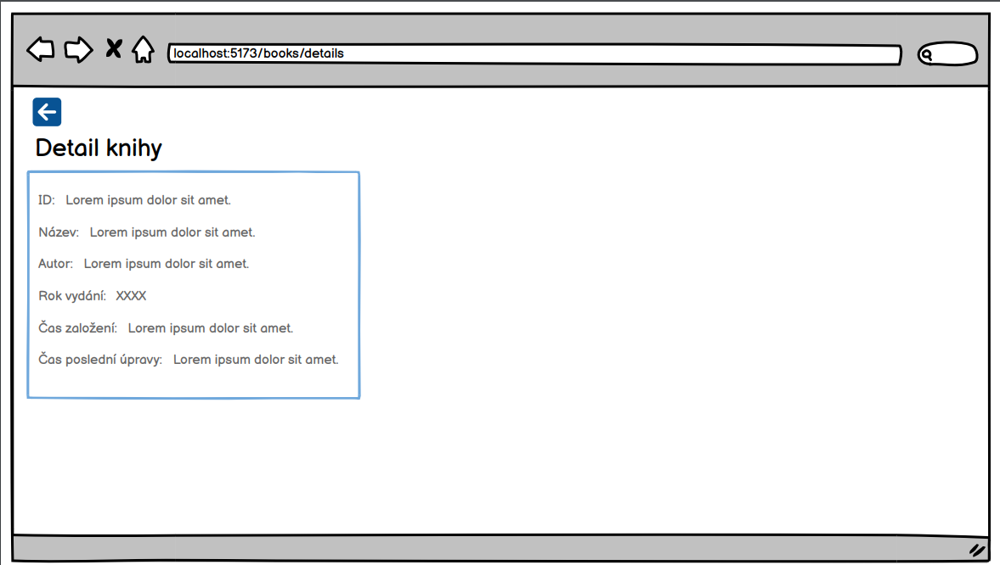 localhost:5173/books/details
Detail knihy
ID: Lorem ipsum dolor sit amet.
Název: Lorem ipsum dolor sit amet.
Autor: Lorem ipsum dolor sit amet.
Rok vydání: XXXX
Čas založení: Lorem ipsum dolor sit amet.
Čas poslední úpravy: Lorem ipsum dolor sit amet.